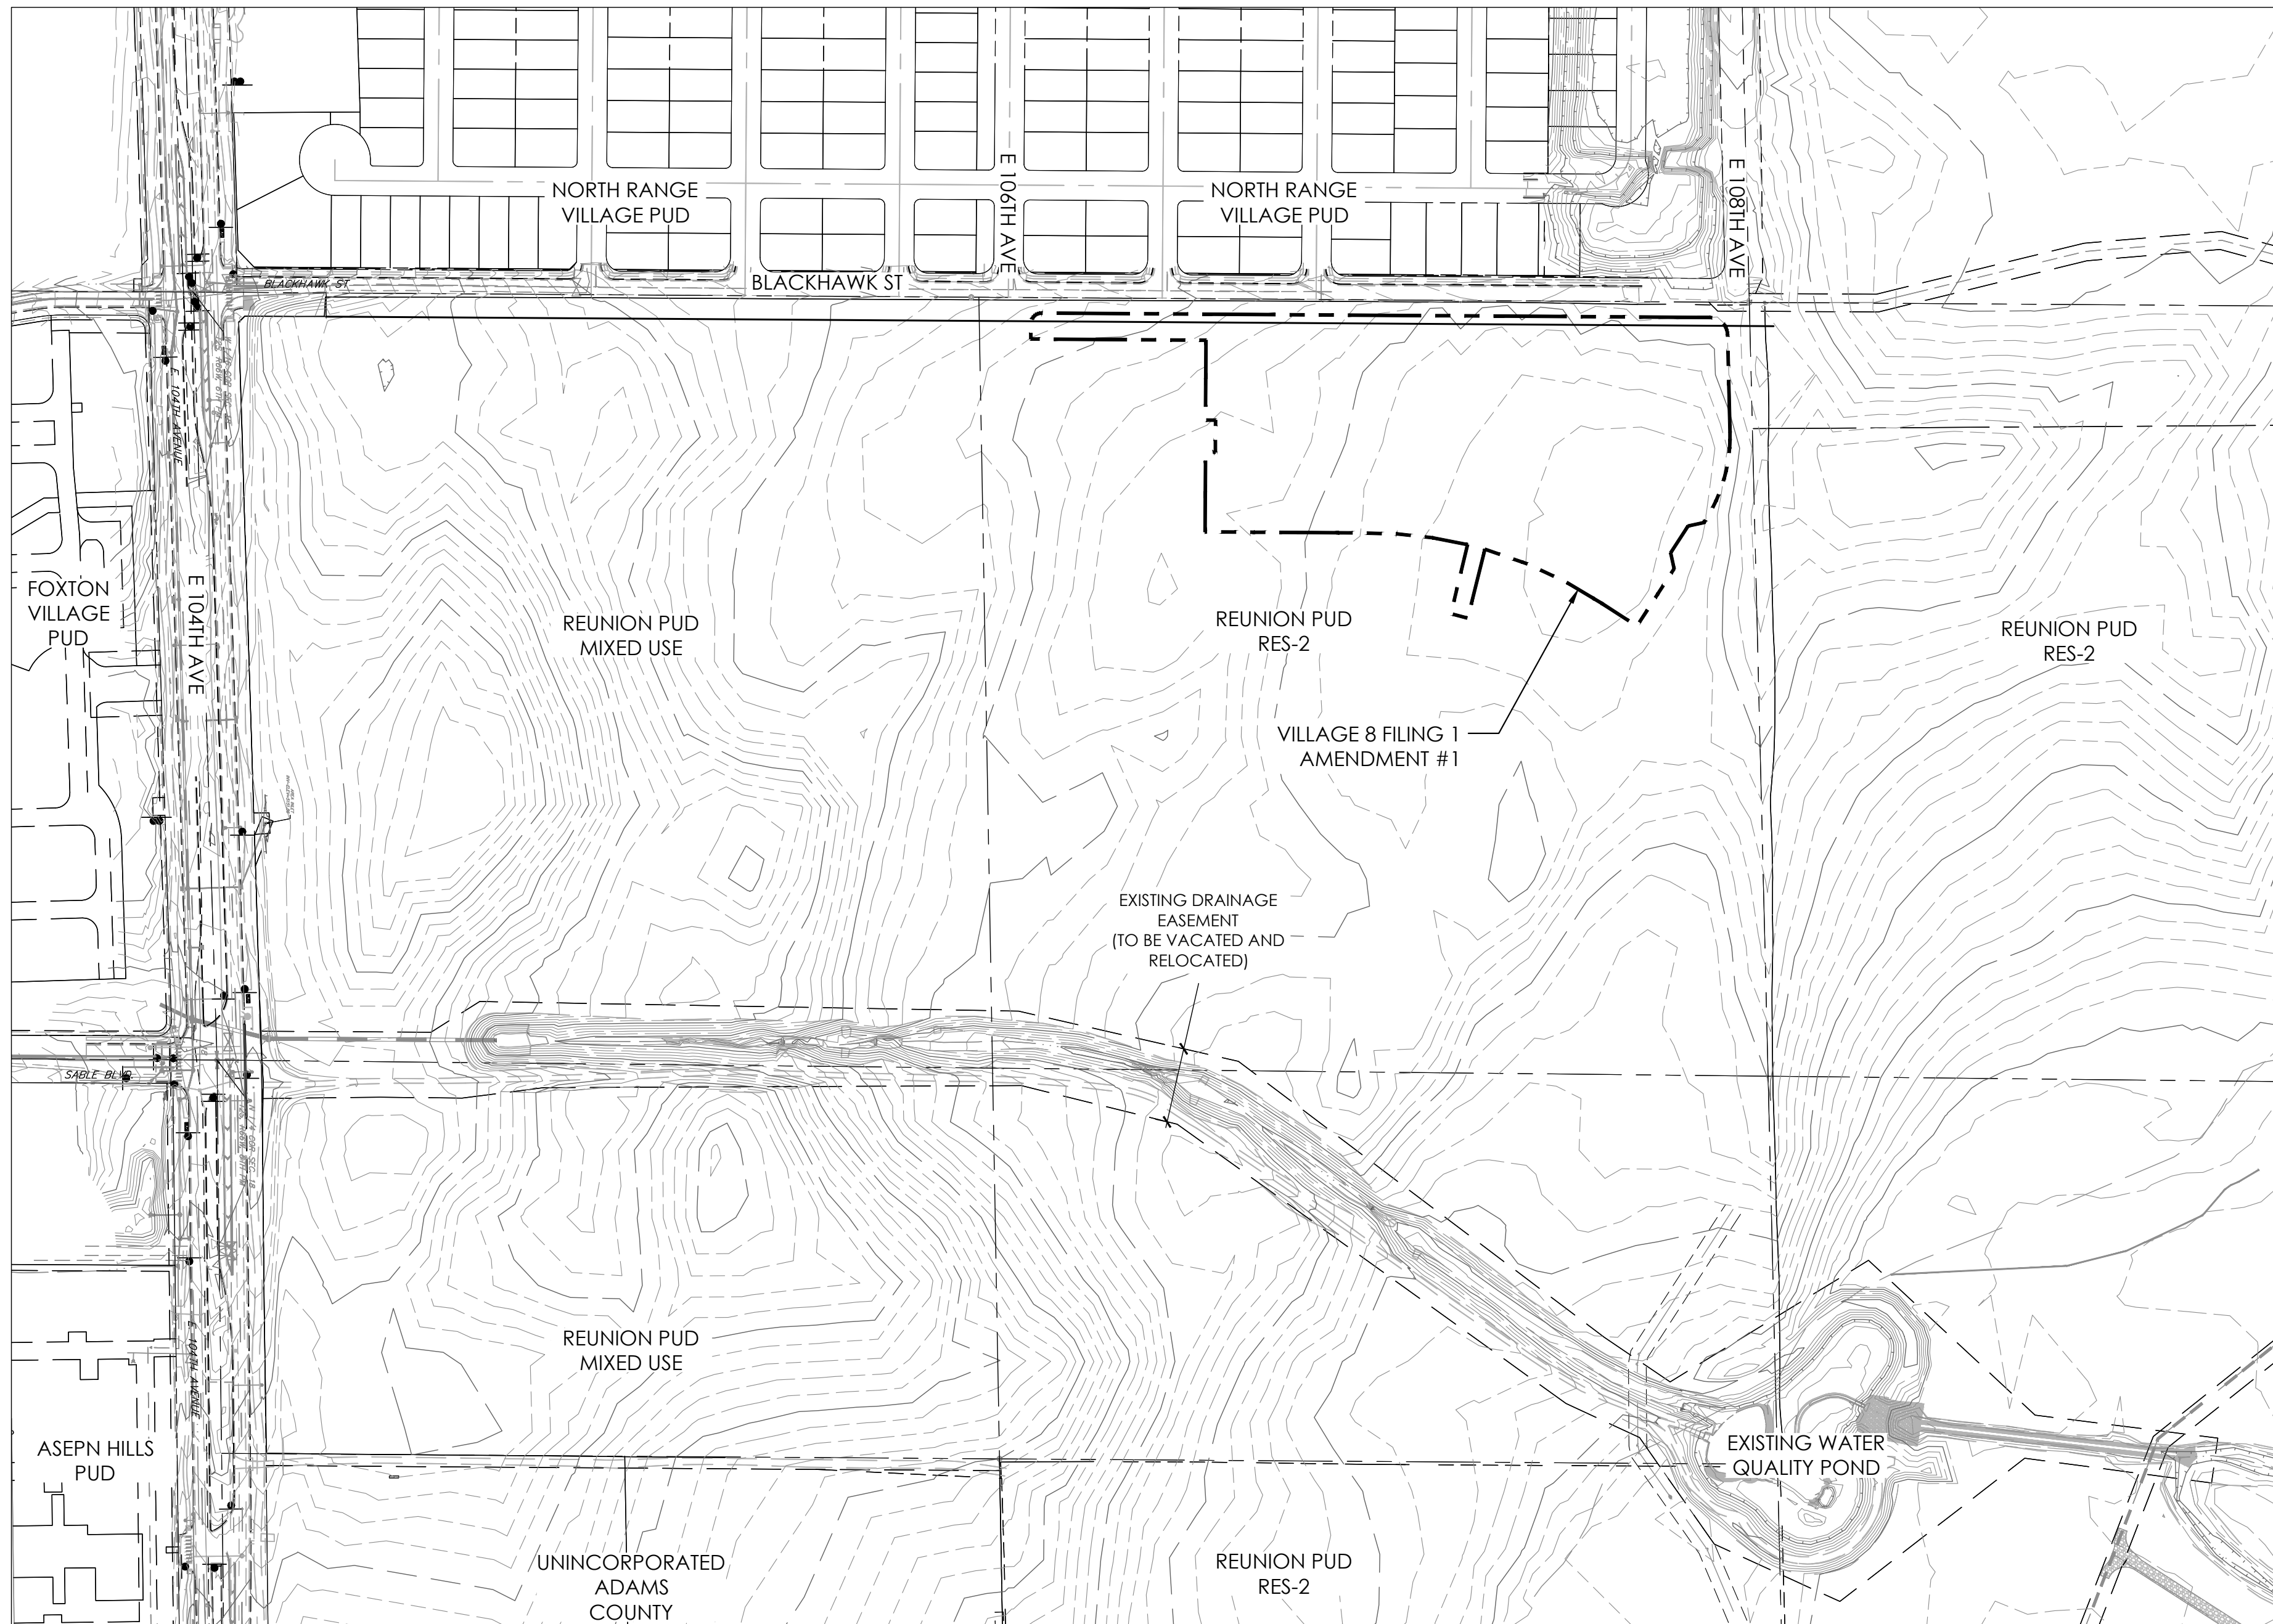 NORTH RANGE
VILLAGE PUD
E 106TH AVE
NORTH RANGE
VILLAGE PUD
E 108TH AVE
BLACKHAWK ST
BLACKHAWK ST
E 104TH AVENUE
FOXTON
VILLAGE
PUD
E 104TH AVE
REUNION PUD
MIXED USE
REUNION PUD
RES-2
REUNION PUD
RES-2
VILLAGE 8 FILING 1
AMENDMENT #1
EXISTING DRAINAGE
EASEMENT
(TO BE VACATED AND
RELOCATED)
SABLE BLVD.
REUNION PUD
MIXED USE
E 104TH AVENUE
ASEPN HILLS
PUD
EXISTING WATER
QUALITY POND
UNINCORPORATED
ADAMS
COUNTY
REUNION PUD
RES-2